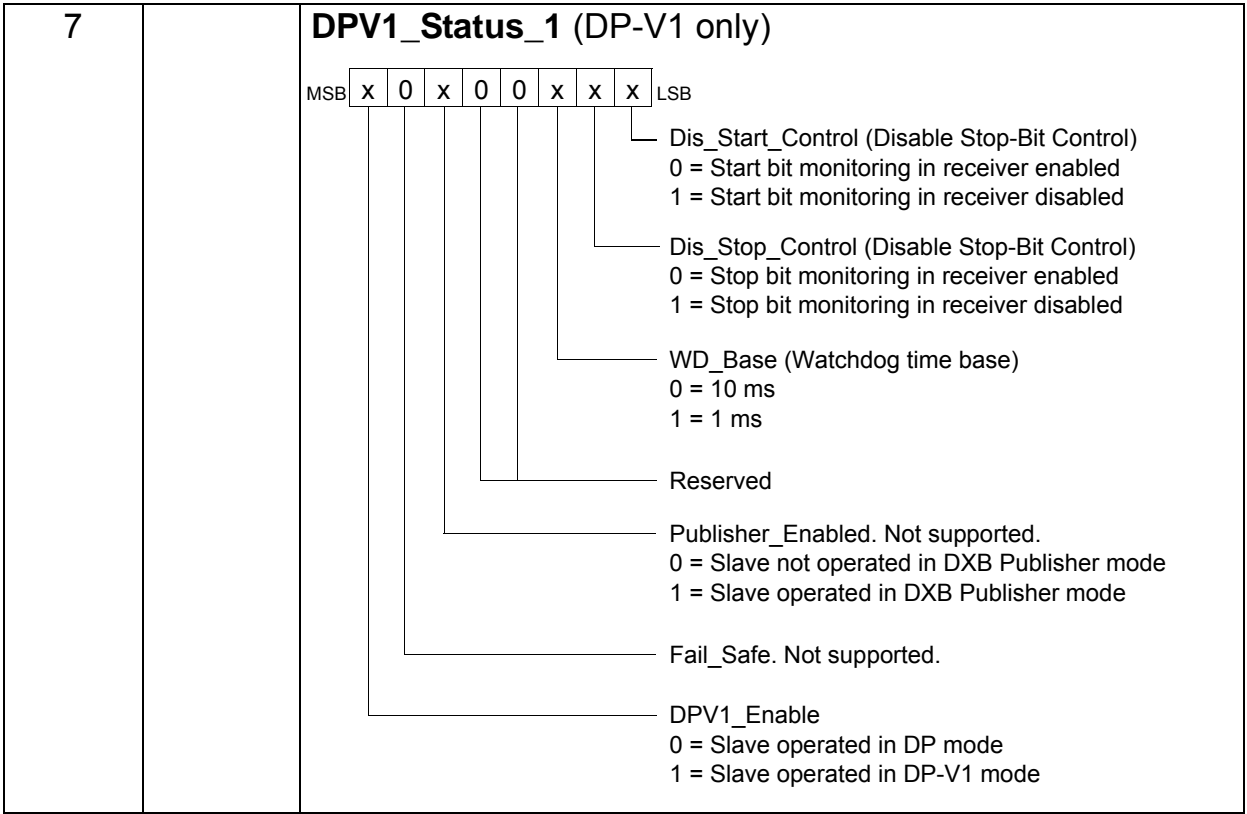 7 DPV1_Status_1 (DP-V1 only)
MSB x 0 x 0 0 x x x LSB
Dis_Start_Control (Disable Stop-Bit Control)
0 = Start bit monitoring in receiver enabled
1 = Start bit monitoring in receiver disabled
Dis_Stop_Control (Disable Stop-Bit Control)
0 = Stop bit monitoring in receiver enabled
1 = Stop bit monitoring in receiver disabled
WD_Base (Watchdog time base)
0 = 10 ms
1 = 1 ms
Reserved
Publisher_Enabled. Not supported.
0 = Slave not operated in DXB Publisher mode
1 = Slave operated in DXB Publisher mode
Fail_Safe. Not supported.
DPV1_Enable
0 = Slave operated in DP mode
1 = Slave operated in DP-V1 mode